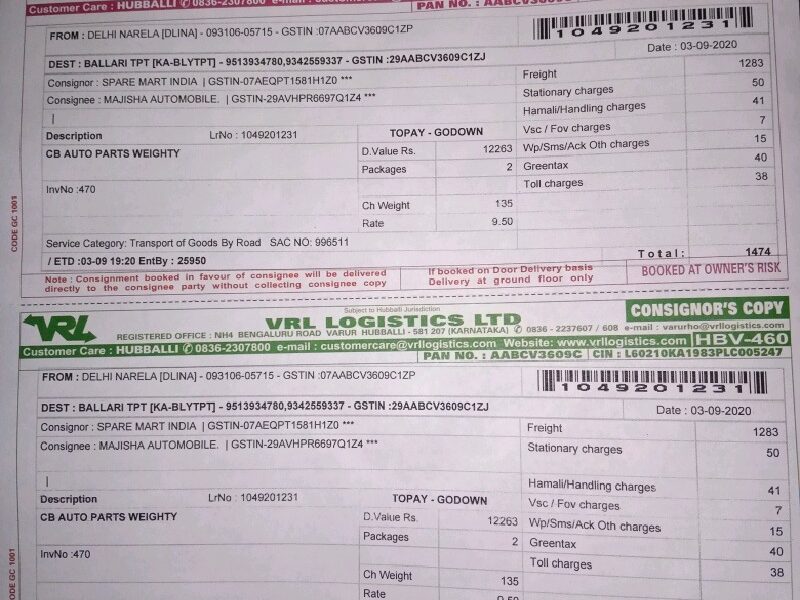 Customer Care : HUBBALLI ✆ 0836-2307800 e-mail :
PAN NO. : AABCV3609C
FROM : DELHI NARELA [DLINA] - 093106-05715 - GSTIN :07AABCV3609C1ZP
1049201231
DEST : BALLARI TPT [KA-BLYTPT] - 9513934780,9342559337 - GSTIN :29AABCV3609C1ZJ
Date : 03-09-2020
Consignor : SPARE MART INDIA | GSTIN-07AEQPT1581H1Z0 ***
Freight 1283
Consignee : MAJISHA AUTOMOBILE. | GSTIN-29AVHPR6697Q1Z4 ***
Stationary charges 50
Hamali/Handling charges 41
Description LrNo : 1049201231 TOPAY - GODOWN
Vsc / Fov charges 7
CB AUTO PARTS WEIGHTY D.Value Rs. 12263
Wp/Sms/Ack Oth charges 15
Packages 2
Greentax 40
InvNo :470
Toll charges 38
Ch Weight 135
Rate 9.50
CODE GC 1001
Service Category: Transport of Goods By Road SAC NO: 996511
/ ETD :03-09 19:20 EntBy : 25950
Total: 1474
Note : Consignment booked in favour of consignee will be delivered
directly to the consignee party without collecting consignee copy
If booked on Door Delivery basis
Delivery at ground floor only
BOOKED AT OWNER'S RISK
Subject to Hubballi Jurisdiction
VRL
VRL LOGISTICS LTD
CONSIGNOR'S COPY
REGISTERED OFFICE : NH4 BENGALURU ROAD VARUR HUBBALLI - 581 207 (KARNATAKA) ✆ 0836 - 2237607 / 608 e-mail : varurho@vrllogistics.com
Customer Care : HUBBALLI ✆ 0836-2307800 e-mail : customercare@vrllogistics.com Website: www.vrllogistics.com HBV-460
PAN NO. : AABCV3609C CIN : L60210KA1983PLC005247
FROM : DELHI NARELA [DLINA] - 093106-05715 - GSTIN :07AABCV3609C1ZP
1049201231
DEST : BALLARI TPT [KA-BLYTPT] - 9513934780,9342559337 - GSTIN :29AABCV3609C1ZJ
Date : 03-09-2020
Consignor : SPARE MART INDIA | GSTIN-07AEQPT1581H1Z0 ***
Freight 1283
Consignee : MAJISHA AUTOMOBILE. | GSTIN-29AVHPR6697Q1Z4 ***
Stationary charges 50
Hamali/Handling charges 41
Description LrNo : 1049201231 TOPAY - GODOWN
Vsc / Fov charges 7
CB AUTO PARTS WEIGHTY D.Value Rs. 12263
Wp/Sms/Ack Oth charges 15
Packages 2
Greentax 40
InvNo :470
Toll charges 38
Ch Weight 135
Rate 9.50
CODE GC 1001